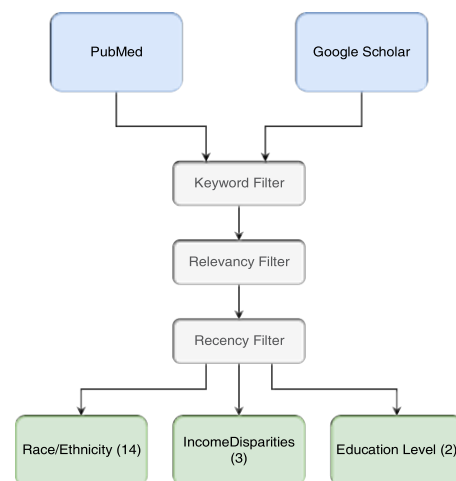 PubMed
Google Scholar
Keyword Filter
Relevancy Filter
Recency Filter
Race/Ethnicity (14)
IncomeDisparities
(3)
Education Level (2)